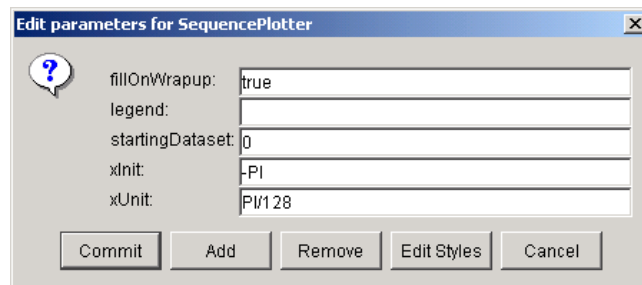 Edit parameters for SequencePlotter
?
fillOnWrapup: true
legend:
startingDataset: 0
xInit: -PI
xUnit: PI/128
Commit Add Remove Edit Styles Cancel